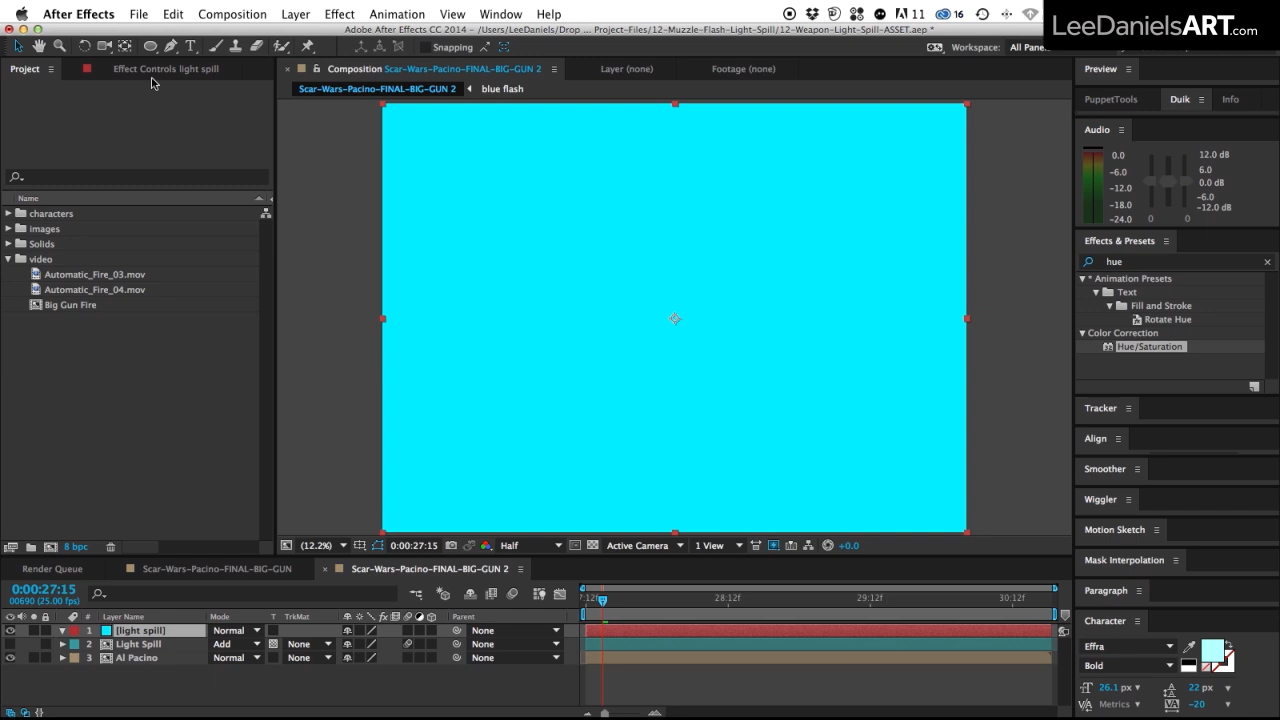 After Effects File Edit Composition Layer Effect Animation View Window Help 11 16
LeeDanielsART.com
Adobe After Effects CC 2014 - /Users/LeeDaniels/Drop Project-Files/12-Muzzle-Flash-Light-Spill/12-Weapon-Light-Spill-ASSET.aep *
Snapping Workspace: All Pane
Project Effect Controls light spill Composition Scar-Wars-Pacino-FINAL-BIG-GUN 2 Layer (none) Footage (none) Preview
Scar-Wars-Pacino-FINAL-BIG-GUN 2 blue flash
PuppetTools Duik Info
Audio
0.0 12.0 dB
-6.0 6.0
-12.0 0.0 dB
-18.0 -6.0
-24.0 0 0 -12.0 dB
Name
characters
images
Solids
video
Automatic_Fire_03.mov
Automatic_Fire_04.mov
Big Gun Fire
Effects & Presets
hue
* Animation Presets
Text
Fill and Stroke
Rotate Hue
Color Correction
Hue/Saturation
Tracker
Align
Smoother
Wiggler
Motion Sketch
Mask Interpolation
Paragraph
Character
Effra
Bold
26.1 px 22 px
Metrics -20
8 bpc (12.2%) 0:00:27:15 Half Active Camera 1 View +0.0
Render Queue Scar-Wars-Pacino-FINAL-BIG-GUN Scar-Wars-Pacino-FINAL-BIG-GUN 2
0:00:27:15
00690 (25.00 fps)
:12f 28:12f 29:12f 30:12f
# Layer Name Mode T TrkMat Parent
1 [light spill] Normal None
2 Light Spill Add None None
3 Al Pacino Normal None None